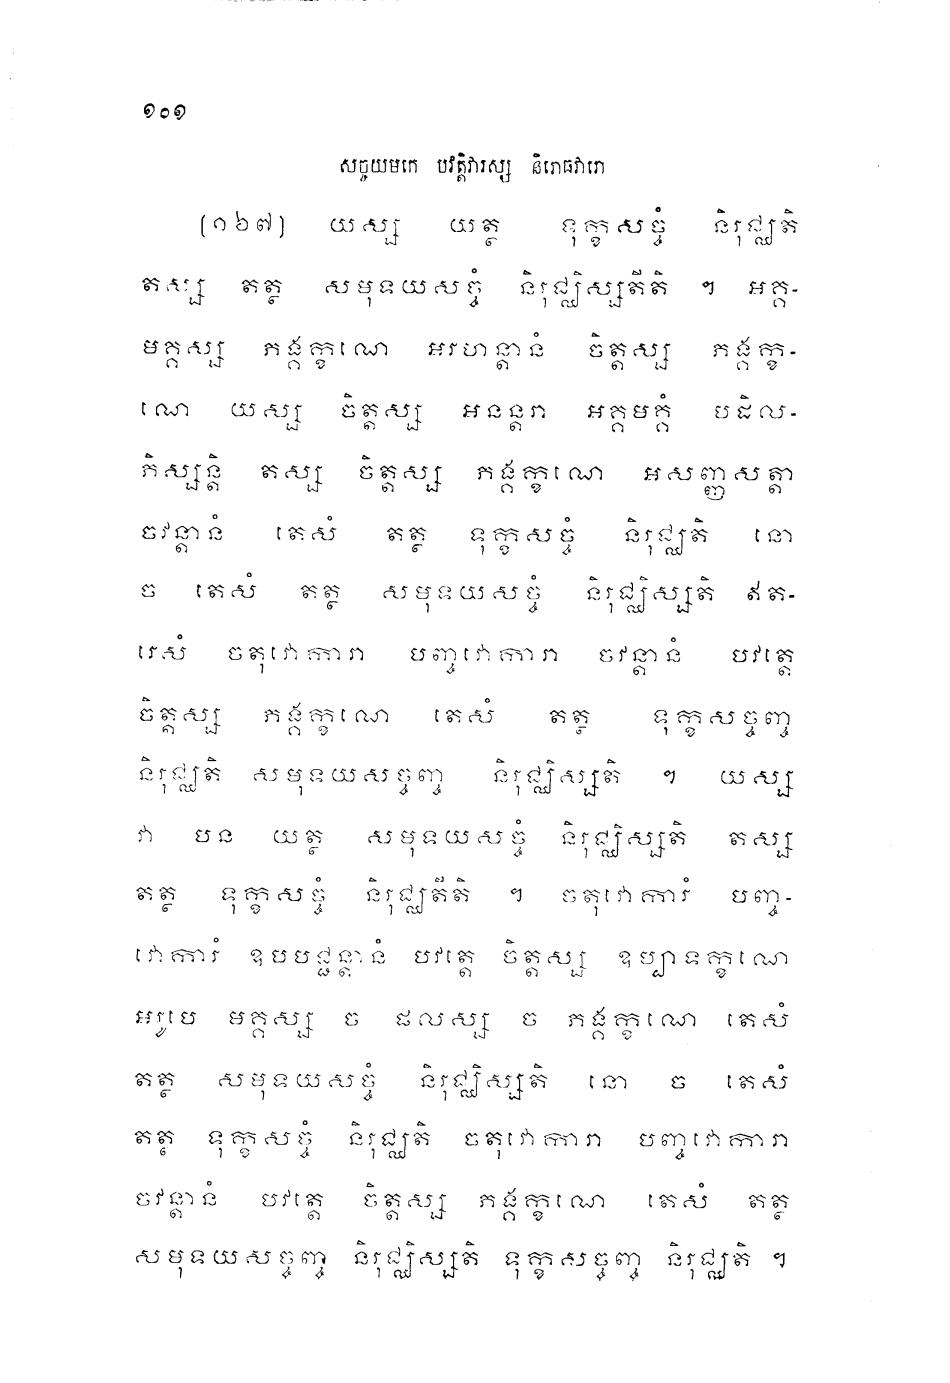 ១០១
សច្ចយមកេ បវត្តិវារស្ស និរោធវារោ
[១៦៧] យស្ស យត្ថ ទុក្ខសច្ចំ និរុជ្ឈតិ
តស្ស តត្ថ សមុទយសច្ចំ និរុជ្ឈិស្សតីតិ ។ អគ្គ-
មគ្គស្ស ភង្គក្ខណេ អរហន្តានំ ចិត្តស្ស ភង្គក្ខ-
ណេ យស្ស ចិត្តស្ស អនន្តរា អគ្គមគ្គំ បដិល-
ភិស្សន្តិ តស្ស ចិត្តស្ស ភង្គក្ខណេ អសញ្ញសត្តា
ចវន្តានំ តេសំ តត្ថ ទុក្ខសច្ចំ និរុជ្ឈតិ នោ
ច តេសំ តត្ថ សមុទយសច្ចំ និរុជ្ឈិស្សតិ ឥត-
រេសំ ចតុវោការា បញ្ចវោការា ចវន្តានំ បវត្តេ
ចិត្តស្ស ភង្គក្ខណេ តេសំ តត្ថ ទុក្ខសច្ចញ្ច
និរុជ្ឈតិ សមុទយសច្ចញ្ច និរុជ្ឈិស្សតិ ។ យស្ស
វា បន យត្ថ សមុទយសច្ចំ និរុជ្ឈិស្សតិ តស្ស
តត្ថ ទុក្ខសច្ចំ និរុជ្ឈតីតិ ។ ចតុវោការំ បញ្ច-
វោការំ ឧបបជ្ជន្តានំ បវត្តេ ចិត្តស្ស ឧប្បាទក្ខណេ
អរូបេ មគ្គស្ស ច ផលស្ស ច ភង្គក្ខណេ តេសំ
តត្ថ សមុទយសច្ចំ និរុជ្ឈិស្សតិ នោ ច តេសំ
តត្ថ ទុក្ខសច្ចំ និរុជ្ឈតិ ចតុវោការា បញ្ចវោការា
ចវន្តានំ បវត្តេ ចិត្តស្ស ភង្គក្ខណេ តេសំ តត្ថ
សមុទយសច្ចញ្ច និរុជ្ឈិស្សតិ ទុក្ខសច្ចញ្ច និរុជ្ឈតិ ។